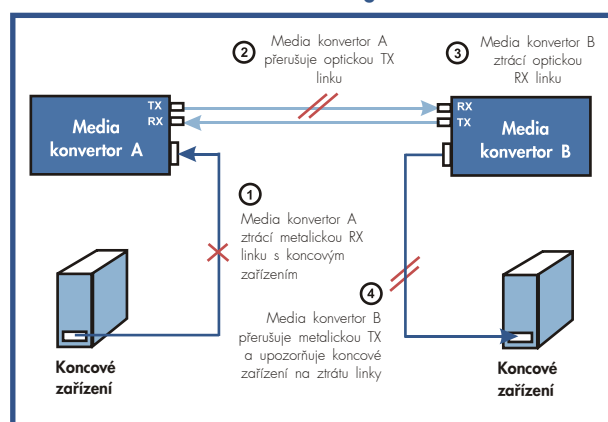 2
Media konvertor A
přerušuje optickou TX
linku
3
Media konvertor B
ztrácí optickou
RX linku
TX
RX
Media
konvertor A
RX
TX
Media
konvertor B
1
Media konvertor A
ztrácí metalickou RX
linku s koncovým
zařízením
4
Media konvertor B
přerušuje metalickou TX
a upozorňuje koncové
zařízení na ztrátu linky
Koncové
zařízení
Koncové
zařízení